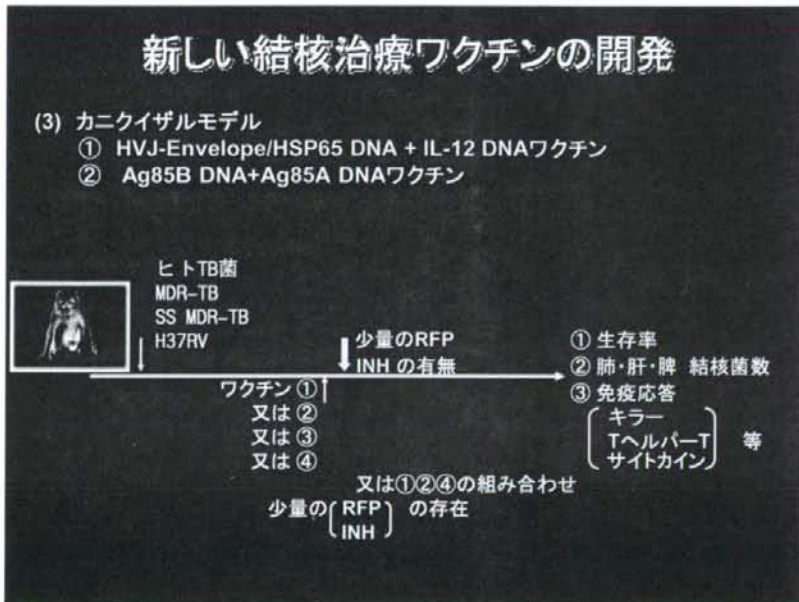 新しい結核治療ワクチンの開発
(3) カニクイザルモデル
① HVJ-Envelope/HSP65 DNA + IL-12 DNAワクチン
② Ag85B DNA+Ag85A DNAワクチン
ヒトTB菌
MDR-TB
SS MDR-TB
H37RV
少量のRFP
INH の有無
ワクチン ①
又は ②
又は ③
又は ④
① 生存率
② 肺・肝・脾 結核菌数
③ 免疫応答
キラー
TヘルパーT 等
サイトカイン
又は①②④の組み合わせ
少量の RFP の存在
INH